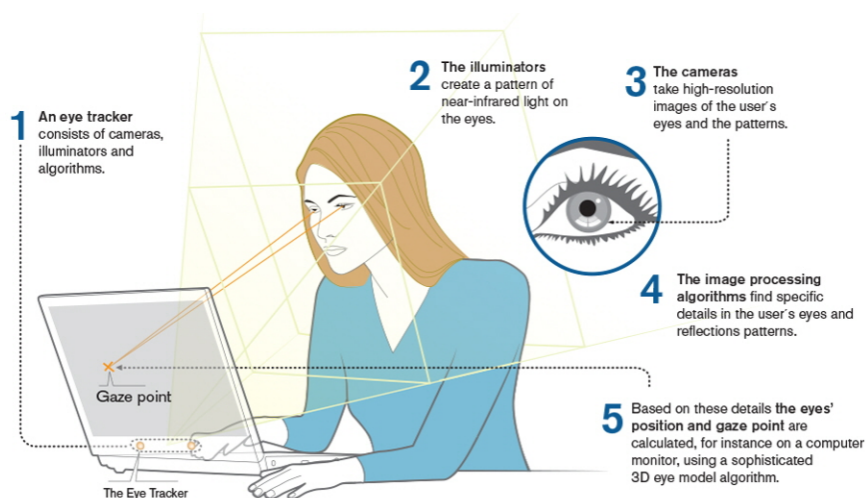 1 An eye tracker
consists of cameras,
illuminators and
algorithms.
2 The illuminators
create a pattern of
near-infrared light on
the eyes.
3 The cameras
take high-resolution
images of the user´s
eyes and the patterns.
4 The image processing
algorithms find specific
details in the user´s eyes and
reflections patterns.
Gaze point
5 Based on these details the eyes’
position and gaze point are
calculated, for instance on a computer
monitor, using a sophisticated
3D eye model algorithm.
The Eye Tracker